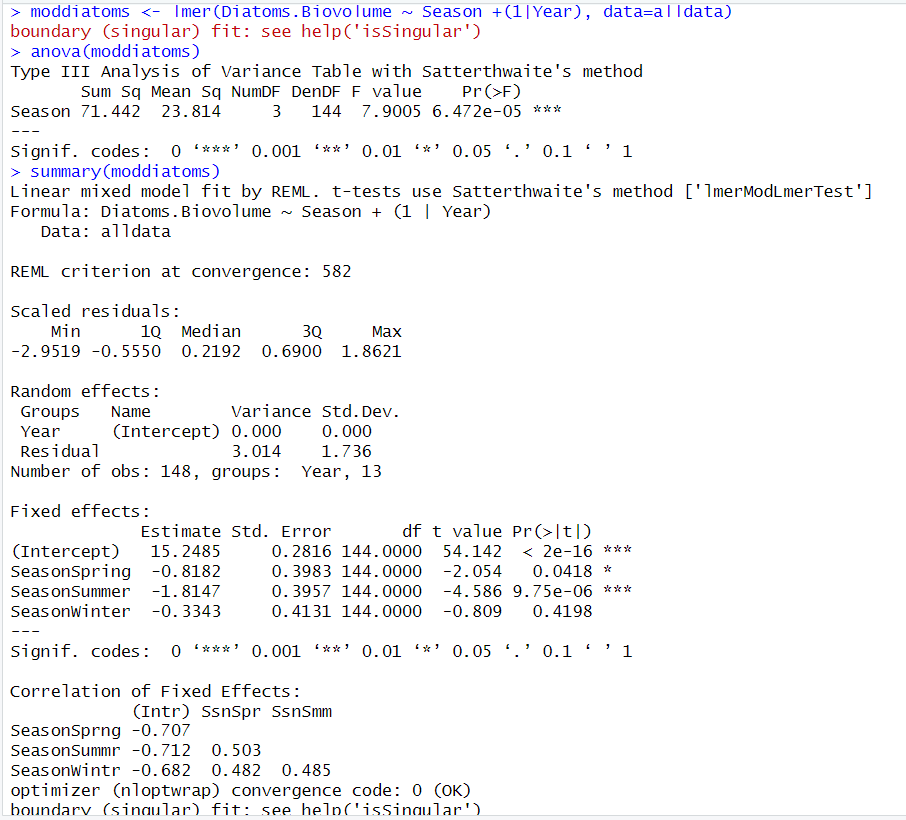 > moddiatoms <- lmer(Diatoms.Biovolume ~ Season +(1|Year), data=alldata)
boundary (singular) fit: see help('isSingular')
> anova(moddiatoms)
Type III Analysis of Variance Table with Satterthwaite's method
       Sum Sq Mean Sq NumDF DenDF F value    Pr(>F)
Season 71.442  23.814     3   144  7.9005 6.472e-05 ***
---
Signif. codes:  0 ‘***’ 0.001 ‘**’ 0.01 ‘*’ 0.05 ‘.’ 0.1 ‘ ’ 1
> summary(moddiatoms)
Linear mixed model fit by REML. t-tests use Satterthwaite's method ['lmerModLmerTest']
Formula: Diatoms.Biovolume ~ Season + (1 | Year)
   Data: alldata
REML criterion at convergence: 582
Scaled residuals:
    Min      1Q  Median      3Q     Max
-2.9519 -0.5550  0.2192  0.6900  1.8621
Random effects:
 Groups   Name        Variance Std.Dev.
 Year     (Intercept) 0.000    0.000
 Residual             3.014    1.736
Number of obs: 148, groups:  Year, 13
Fixed effects:
             Estimate Std. Error       df t value Pr(>|t|)
(Intercept)   15.2485     0.2816 144.0000  54.142  < 2e-16 ***
SeasonSpring  -0.8182     0.3983 144.0000  -2.054   0.0418 *
SeasonSummer  -1.8147     0.3957 144.0000  -4.586 9.75e-06 ***
SeasonWinter  -0.3343     0.4131 144.0000  -0.809   0.4198
---
Signif. codes:  0 ‘***’ 0.001 ‘**’ 0.01 ‘*’ 0.05 ‘.’ 0.1 ‘ ’ 1
Correlation of Fixed Effects:
            (Intr) SsnSpr SsnSmm
SeasonSprng -0.707
SeasonSummr -0.712  0.503
SeasonWintr -0.682  0.482  0.485
optimizer (nloptwrap) convergence code: 0 (OK)
boundary (singular) fit: see help('isSingular')